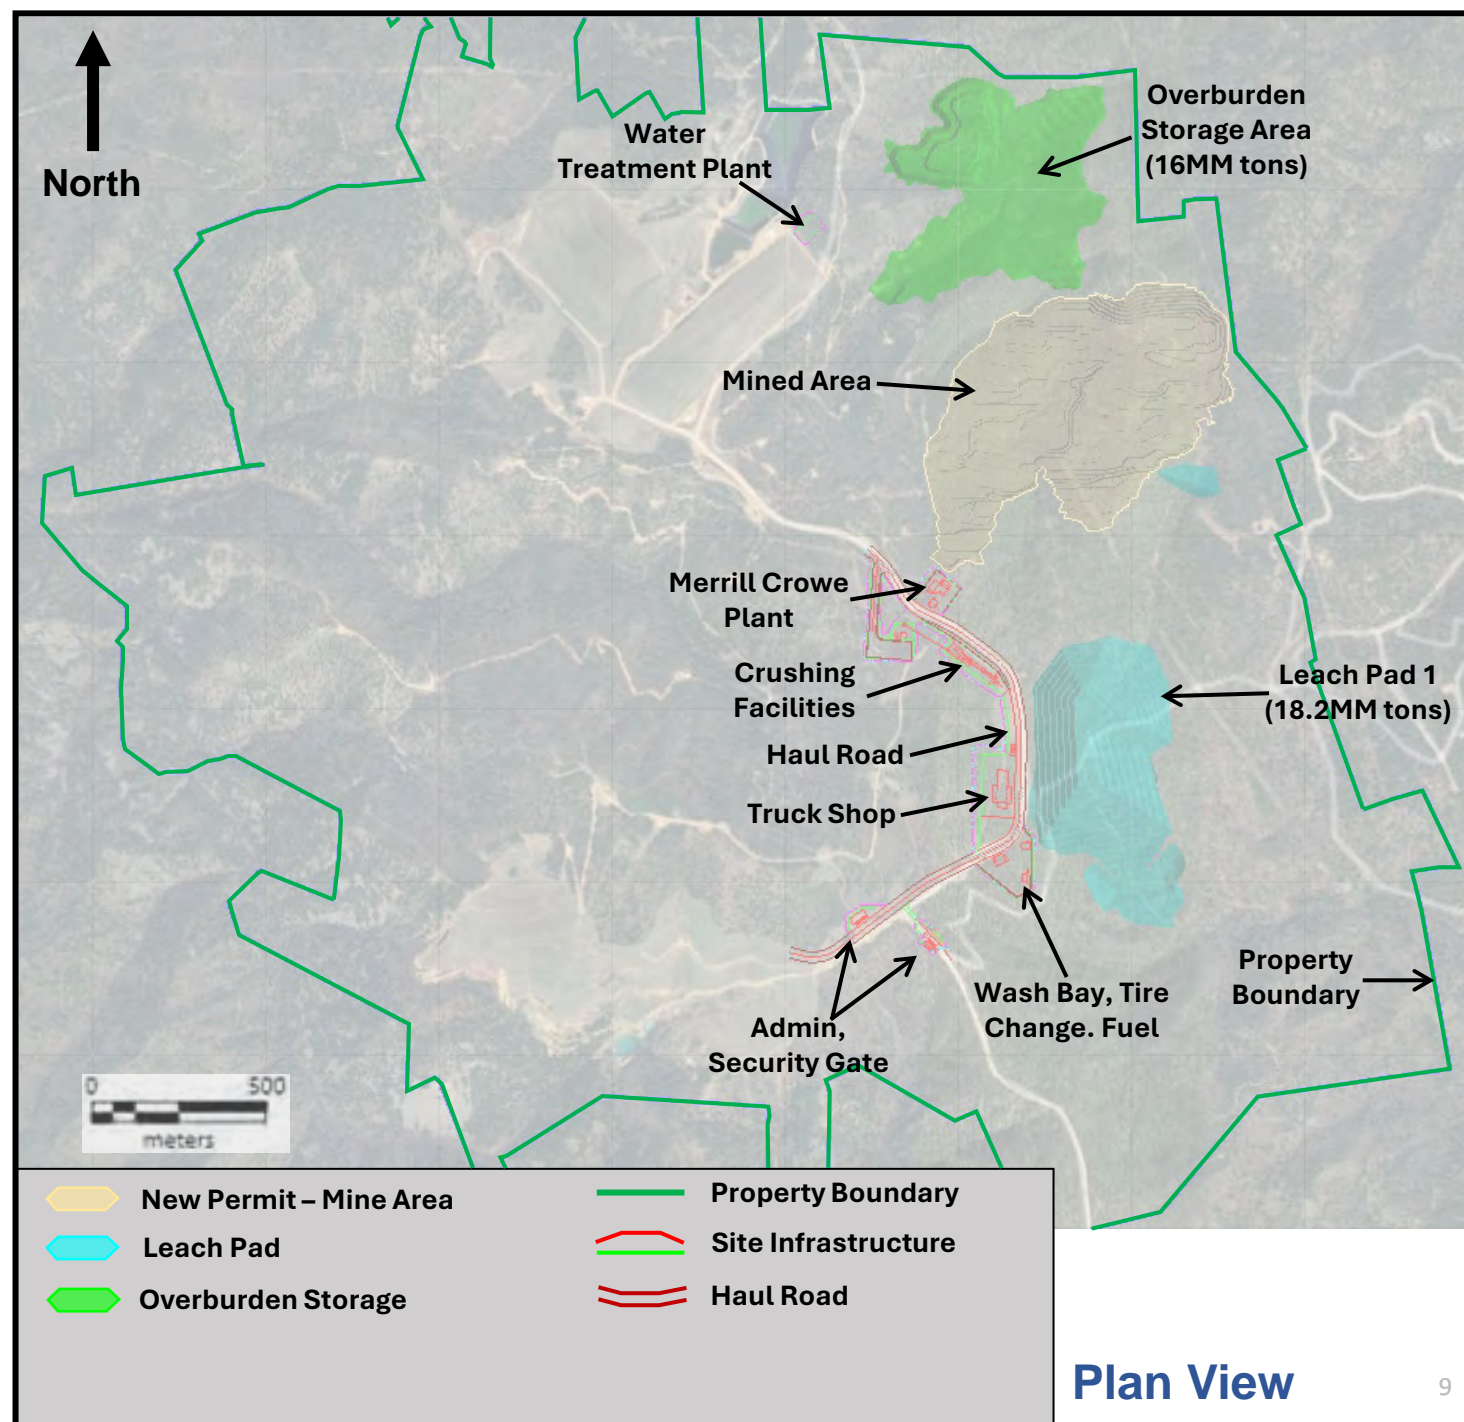 North
Water
Treatment Plant
Overburden
Storage Area
(16MM tons)
Mined Area
Merrill Crowe
Plant
Crushing
Facilities
Leach Pad 1
(18.2MM tons)
Haul Road
Truck Shop
Property
Boundary
Wash Bay, Tire
Change. Fuel
Admin,
Security Gate
0 500
meters
New Permit – Mine Area
Leach Pad
Overburden Storage
Property Boundary
Site Infrastructure
Haul Road
Plan View
9